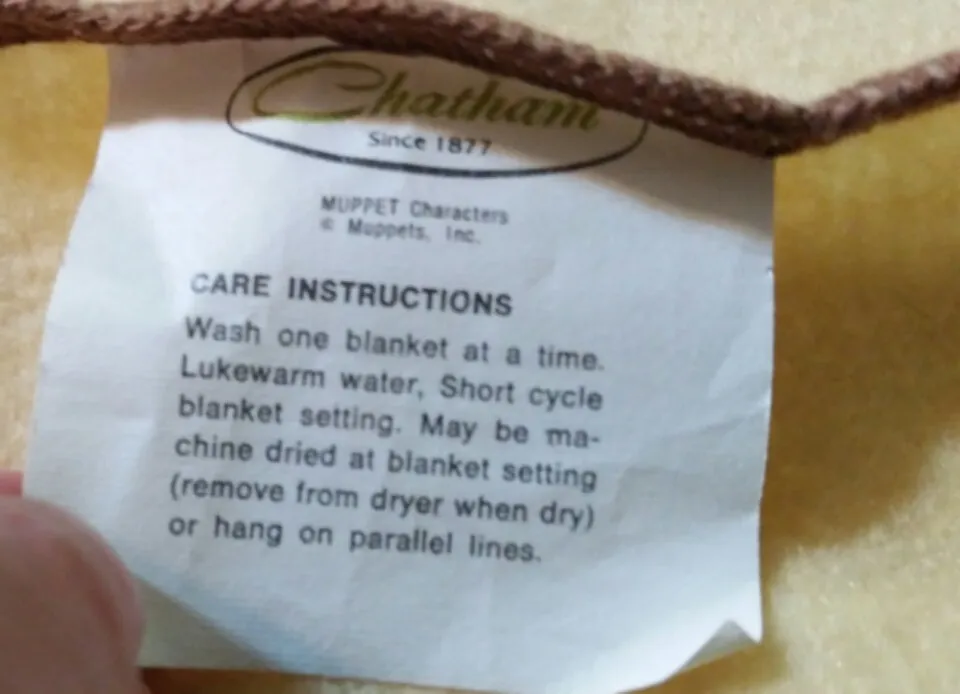 Chatham
Since 1877
MUPPET Characters
© Muppets, Inc.
CARE INSTRUCTIONS
Wash one blanket at a time.
Lukewarm water, Short cycle
blanket setting. May be ma-
chine dried at blanket setting
(remove from dryer when dry)
or hang on parallel lines.